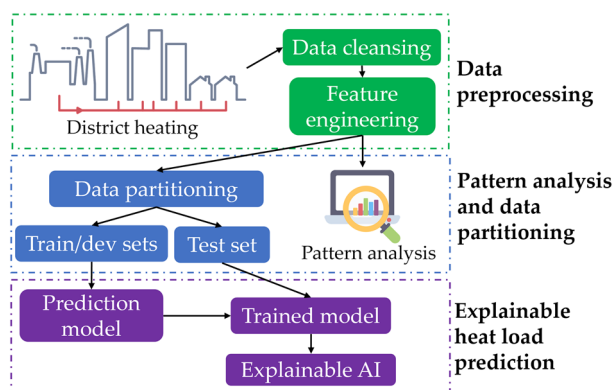 Data cleansing
Feature
engineering
District heating
Data
preprocessing
Data partitioning
Train/dev sets
Test set
Pattern analysis
Pattern analysis
and data
partitioning
Prediction
model
Trained model
Explainable AI
Explainable
heat load
prediction